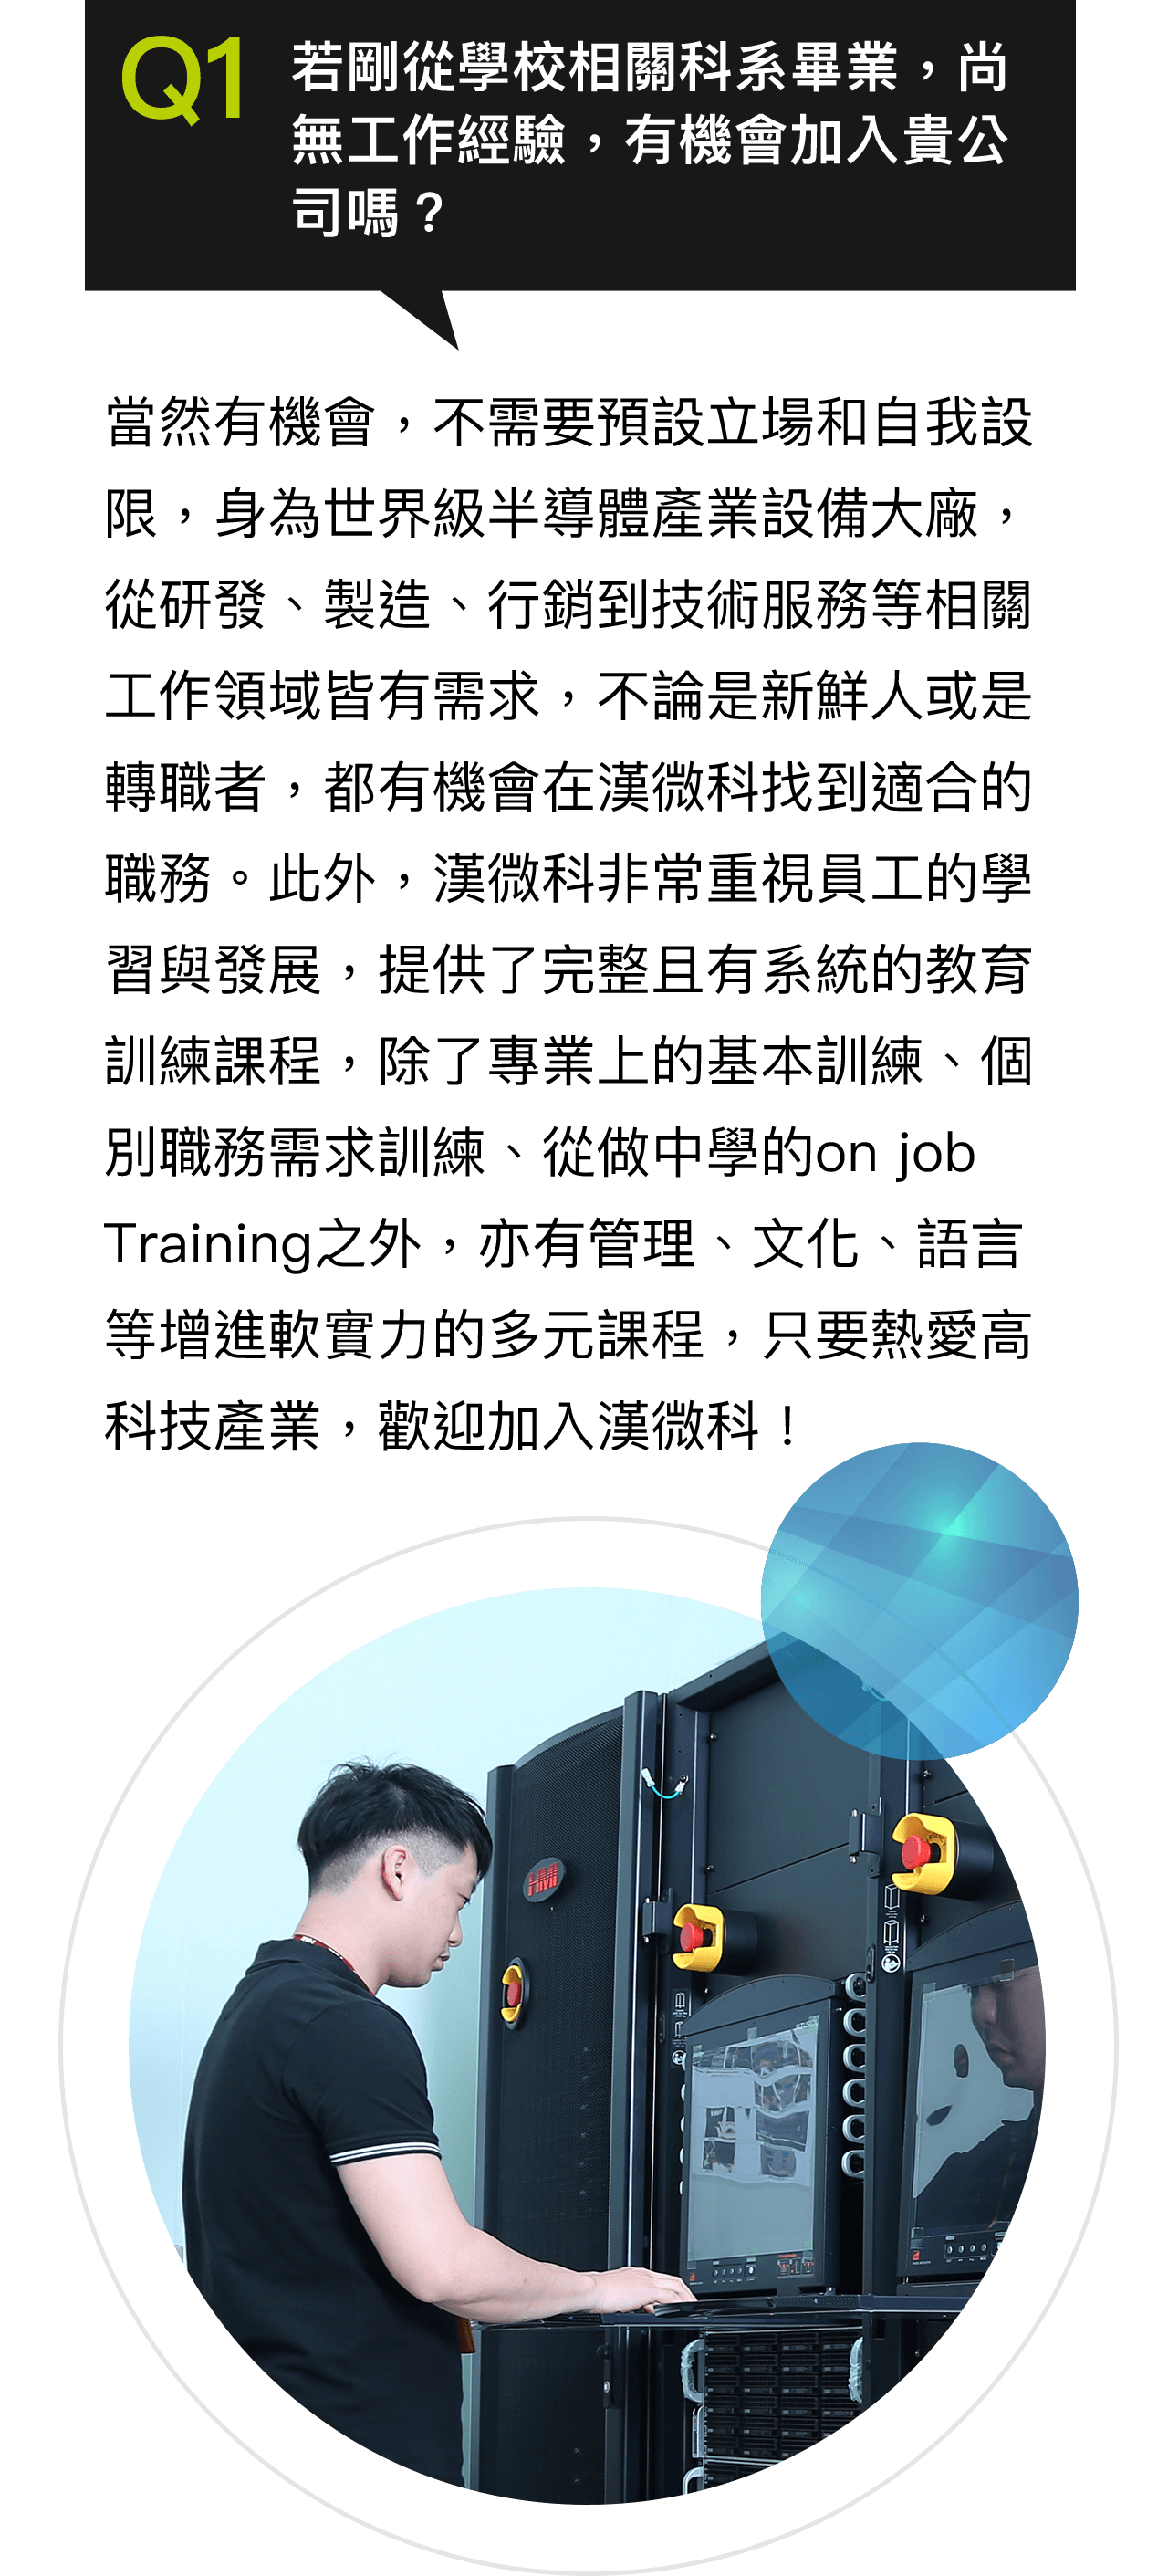 Q1
若剛從學校相關科系畢業，尚
無工作經驗，有機會加入貴公
司嗎？
當然有機會，不需要預設立場和自我設
限，身為世界級半導體產業設備大廠，
從研發、製造、行銷到技術服務等相關
工作領域皆有需求，不論是新鮮人或是
轉職者，都有機會在漢微科找到適合的
職務。此外，漢微科非常重視員工的學
習與發展，提供了完整且有系統的教育
訓練課程，除了專業上的基本訓練、個
別職務需求訓練、從做中學的on job
Training之外，亦有管理、文化、語言
等增進軟實力的多元課程，只要熱愛高
科技產業，歡迎加入漢微科！
HMI